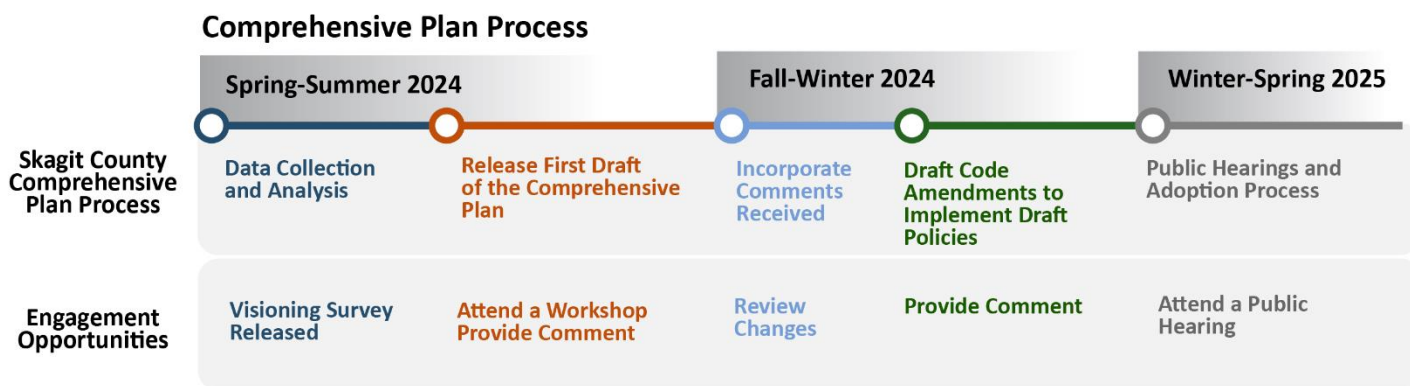 Comprehensive Plan Process
Spring-Summer 2024
Fall-Winter 2024
Winter-Spring 2025
Skagit County
Comprehensive
Plan Process
Data Collection
and Analysis
Release First Draft
of the Comprehensive
Plan
Incorporate
Comments
Received
Draft Code
Amendments to
Implement Draft
Policies
Public Hearings and
Adoption Process
Engagement
Opportunities
Visioning Survey
Released
Attend a Workshop
Provide Comment
Review
Changes
Provide Comment
Attend a Public
Hearing